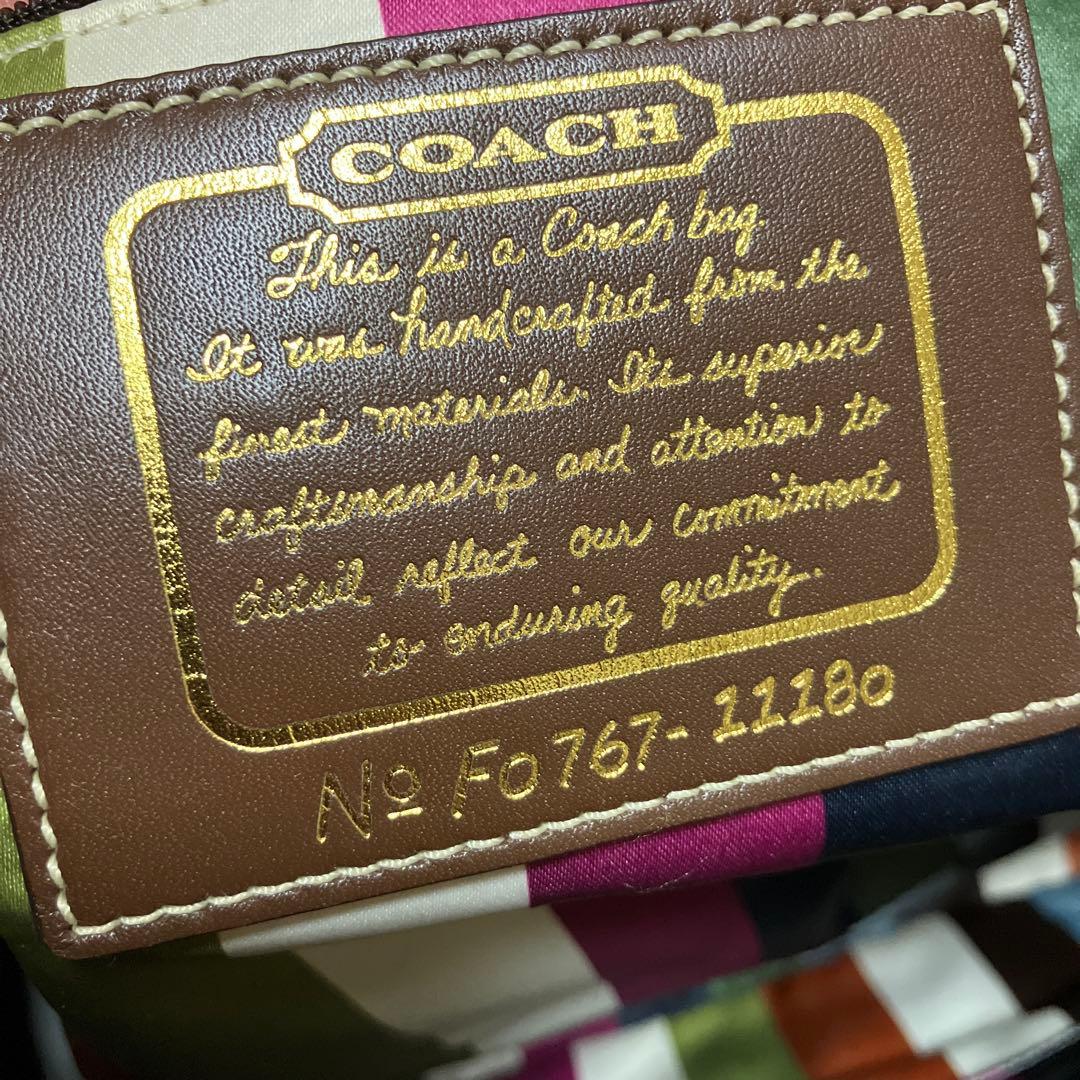 COACH
This is a Coach bag
It was handcrafted from the
finest materials. Its superior
craftsmanship and attention to
detail reflect our commitment
to enduring quality.
No F0767-11180